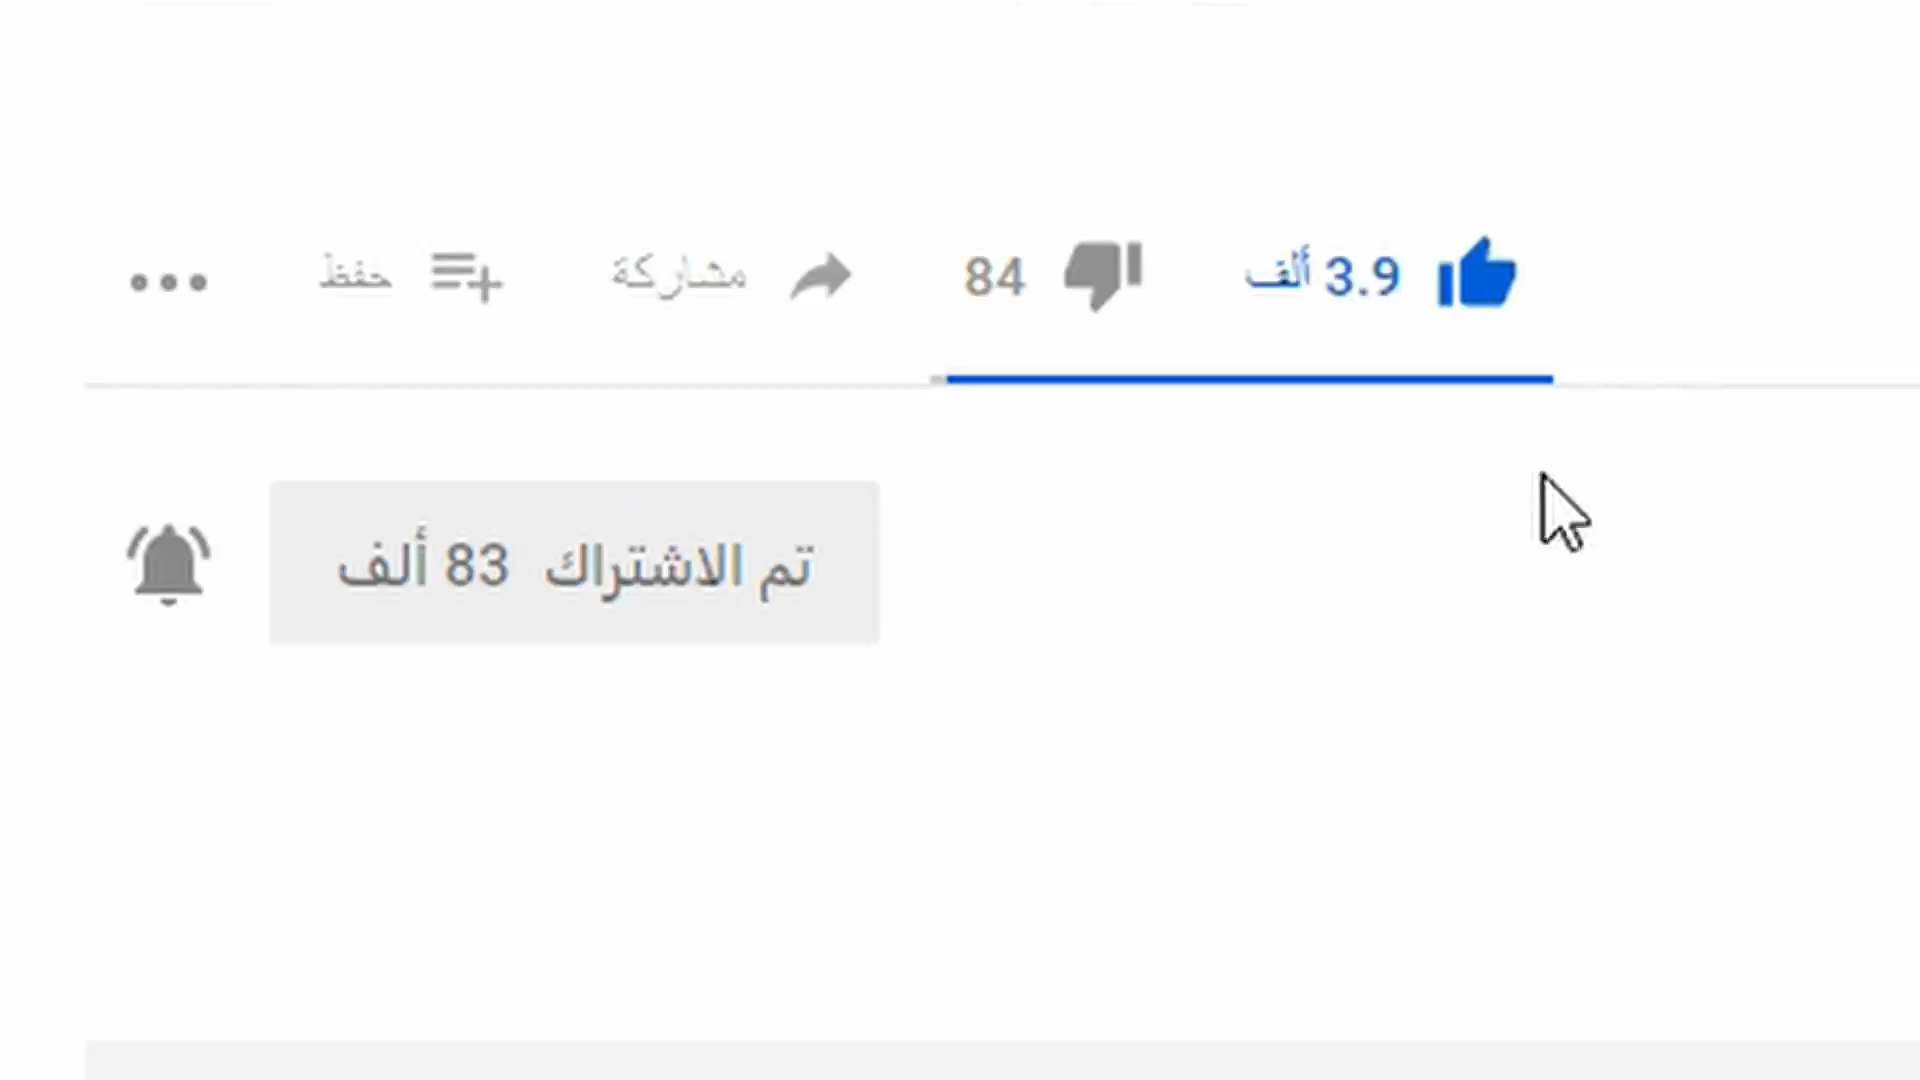 3.9 ألف 84 مشاركة حفظ
تم الاشتراك 83 ألف